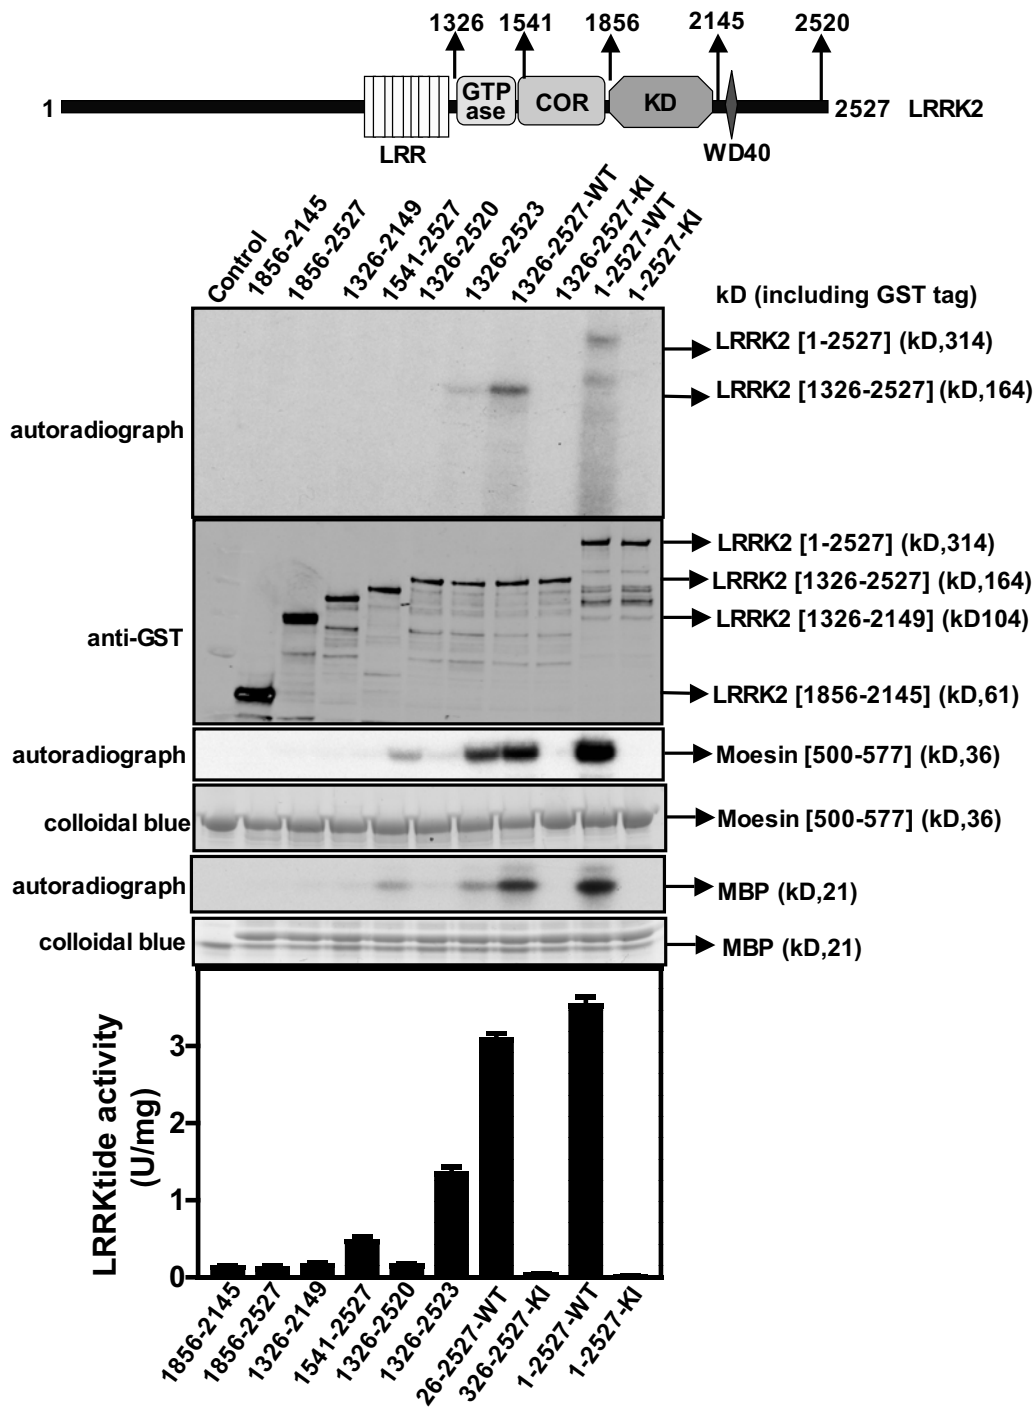 1326 1541 1856 2145 2520
1 GTP ase COR KD 2527 LRRK2
LRR WD40
Control
1856-2145
1856-2527
1326-2149
1541-2527
1326-2520
1326-2523
1326-2527-WT
1326-2527-KI
1-2527-WT
1-2527-KI
kD (including GST tag)
LRRK2 [1-2527] (kD,314)
LRRK2 [1326-2527] (kD,164)
autoradiograph
LRRK2 [1-2527] (kD,314)
LRRK2 [1326-2527] (kD,164)
LRRK2 [1326-2149] (kD104)
anti-GST
LRRK2 [1856-2145] (kD,61)
autoradiograph Moesin [500-577] (kD,36)
colloidal blue Moesin [500-577] (kD,36)
autoradiograph MBP (kD,21)
colloidal blue MBP (kD,21)
LRRKtide activity
(U/mg)
3
2
1
0
1856-2145
1856-2527
1326-2149
1541-2527
1326-2520
1326-2523
26-2527-WT
326-2527-KI
1-2527-WT
1-2527-KI